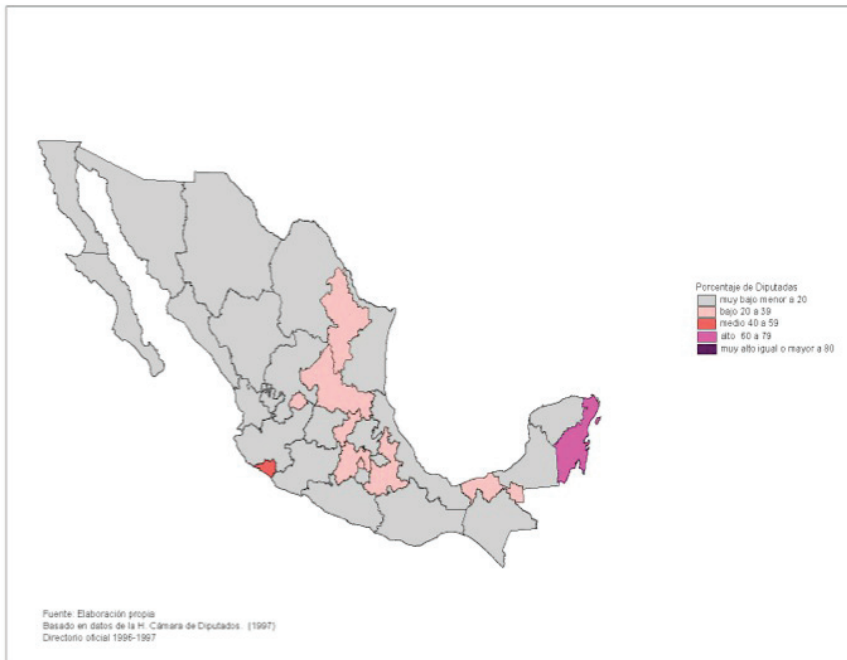 Porcentaje de Diputadas
muy bajo menor a 20
bajo 20 a 39
medio 40 a 59
alto 60 a 79
muy alto igual o mayor a 80
Fuente: Elaboración propia
Basado en datos de la H. Cámara de Diputados. (1997)
Directorio oficial 1996-1997